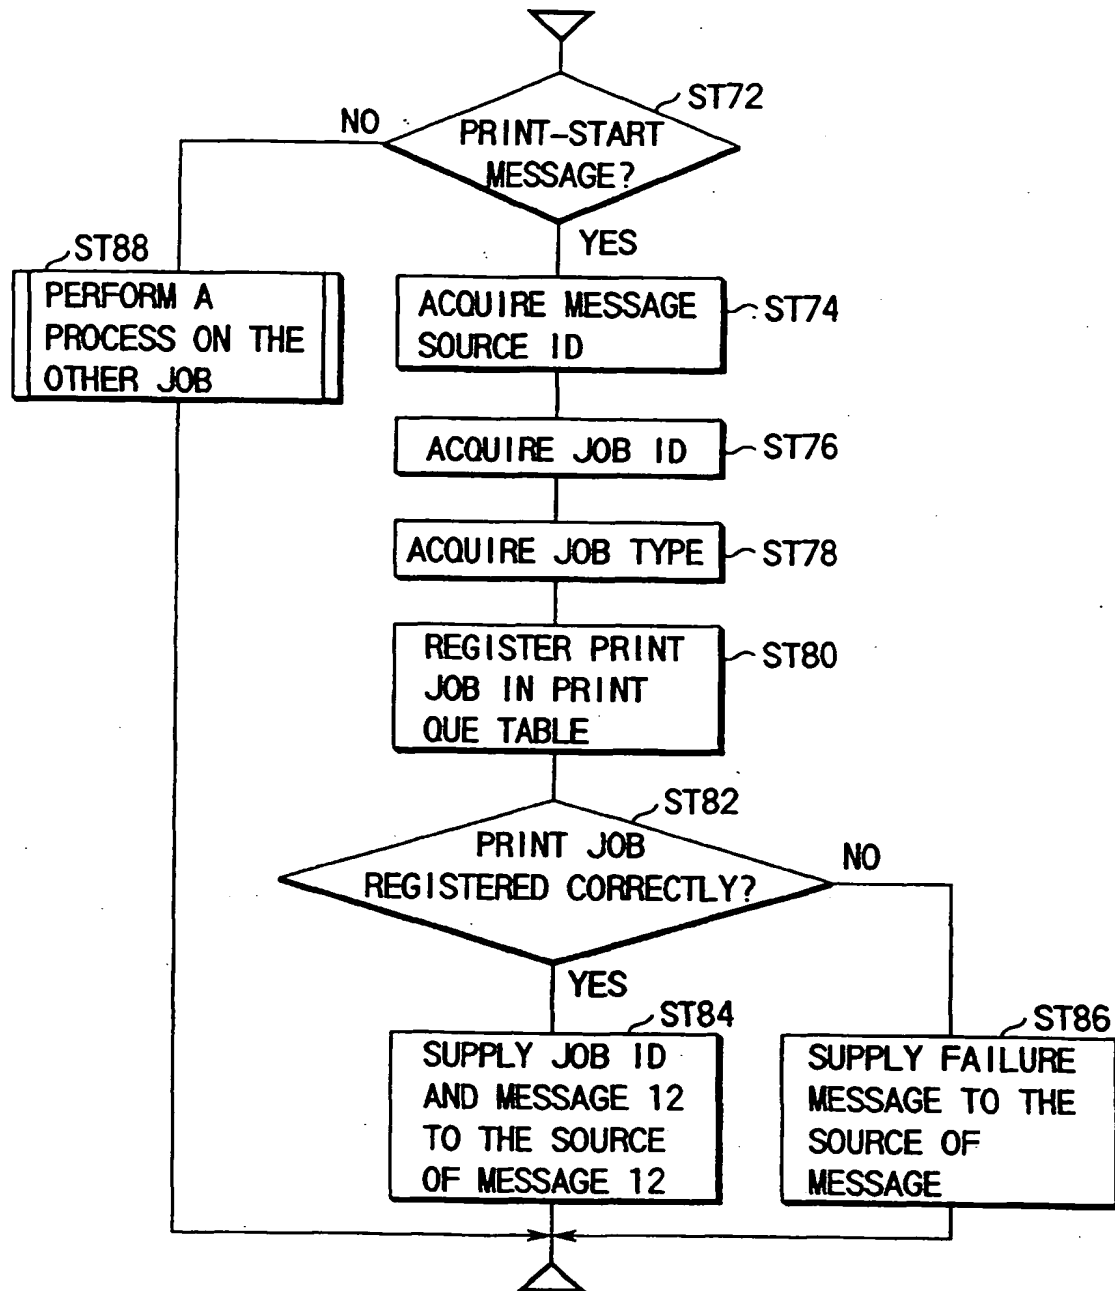 ST72
NO
PRINT-START
MESSAGE?
YES
ST88
PERFORM A
PROCESS ON THE
OTHER JOB
ACQUIRE MESSAGE
SOURCE ID
ST74
ACQUIRE JOB ID
ST76
ACQUIRE JOB TYPE
ST78
REGISTER PRINT
JOB IN PRINT
QUE TABLE
ST80
ST82
PRINT JOB
REGISTERED CORRECTLY?
NO
YES
ST84
SUPPLY JOB ID
AND MESSAGE 12
TO THE SOURCE
OF MESSAGE 12
ST86
SUPPLY FAILURE
MESSAGE TO THE
SOURCE OF
MESSAGE